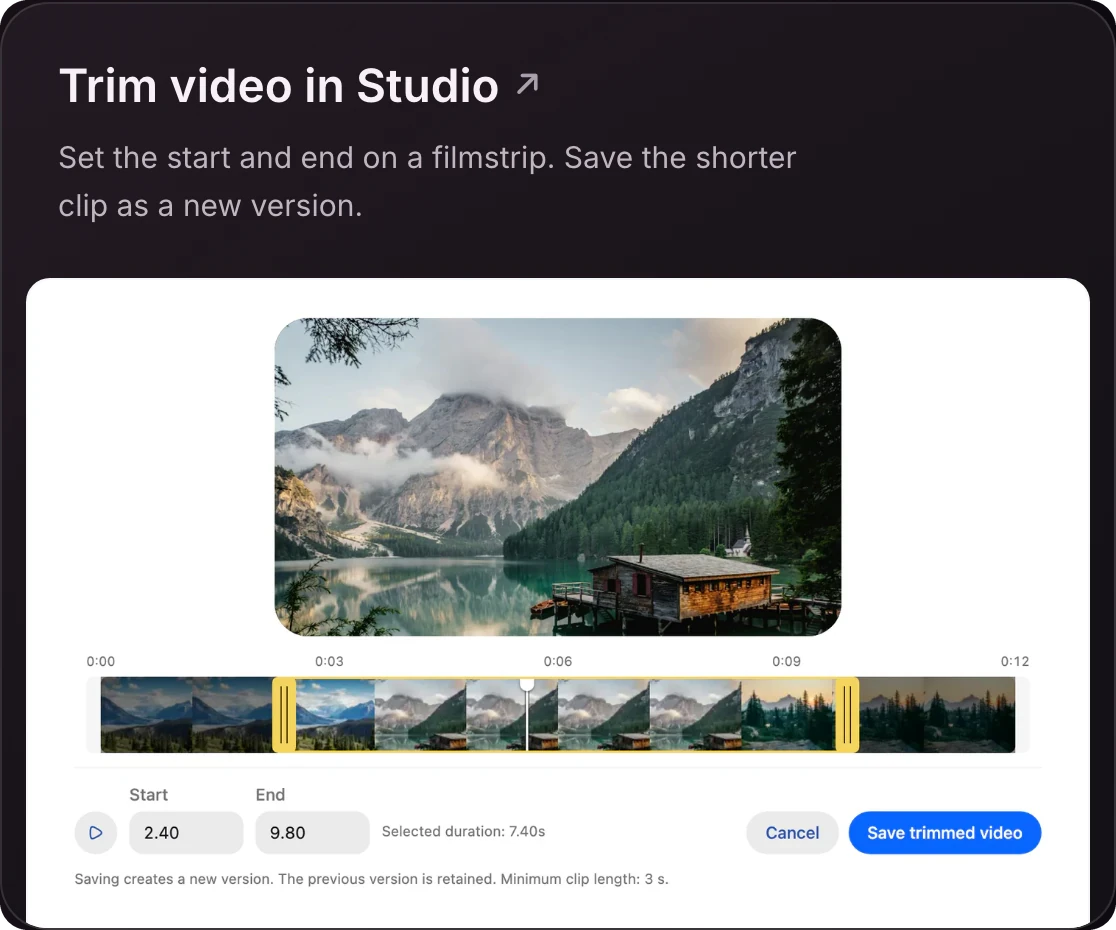 Trim video in Studio ↗
Set the start and end on a filmstrip. Save the shorter
clip as a new version.
0:00 0:03 0:06 0:09 0:12
Start End
2.40 9.80 Selected duration: 7.40s Cancel Save trimmed video
Saving creates a new version. The previous version is retained. Minimum clip length: 3 s.